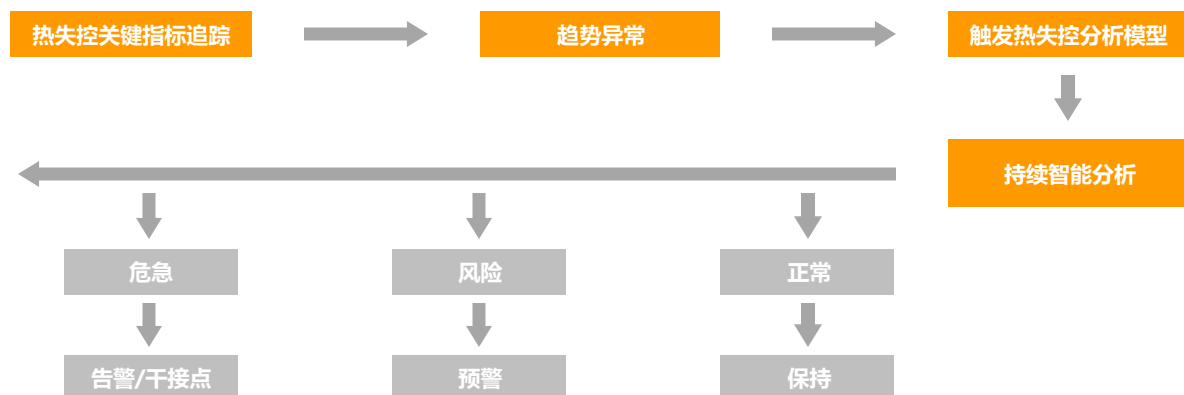 热失控关键指标追踪
趋势异常
触发热失控分析模型
持续智能分析
危急
风险
正常
告警/干接点
预警
保持